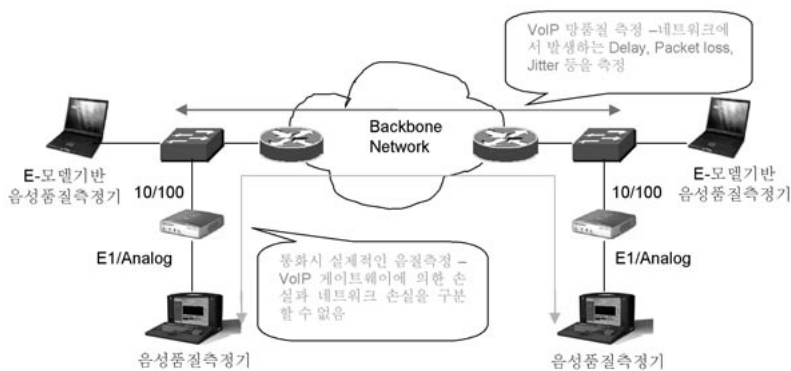 VoIP 망품질 측정 –네트워크에
서 발생하는 Delay, Packet loss,
Jitter 등을 측정
Backbone
Network
E-모델기반
음성품질측정기
10/100
E1/Analog
음성품질측정기
통화시 실제적인 음질측정 –
VoIP 게이트웨이에 의한 손
실과 네트워크 손실을 구분
할 수 없음
E-모델기반
음성품질측정기
10/100
E1/Analog
음성품질측정기